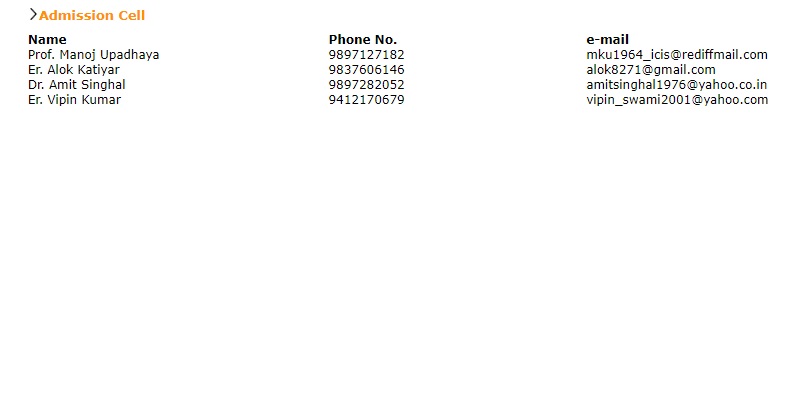 Admission Cell
Name Phone No. e-mail
Prof. Manoj Upadhaya 9897127182 mku1964_icis@rediffmail.com
Er. Alok Katiyar 9837606146 alok8271@gmail.com
Dr. Amit Singhal 9897282052 amitsinghal1976@yahoo.co.in
Er. Vipin Kumar 9412170679 vipin_swami2001@yahoo.com